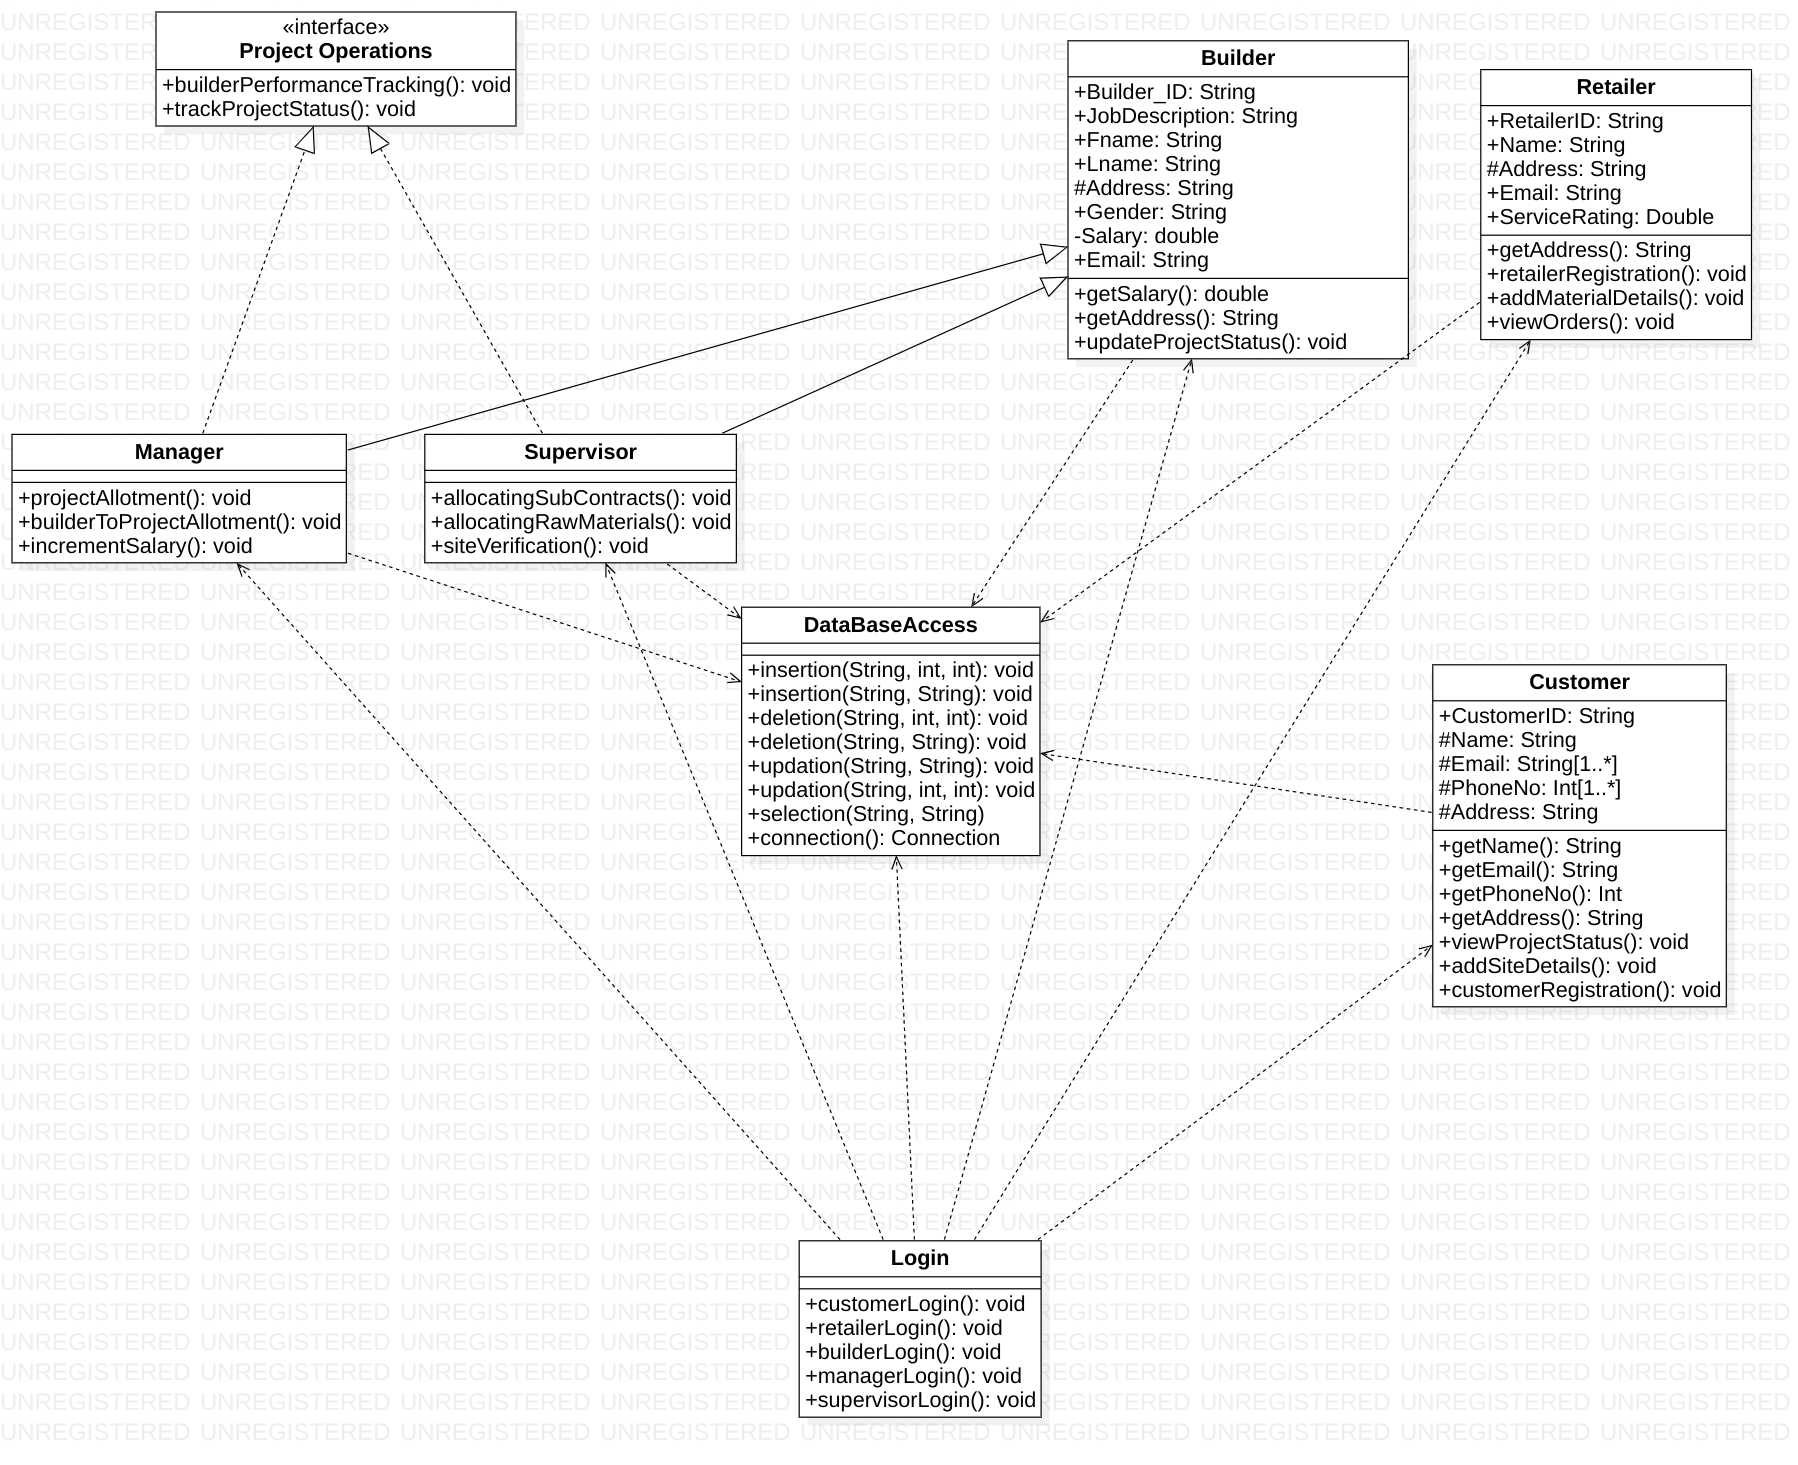 «interface»
Project Operations
+builderPerformanceTracking(): void
+trackProjectStatus(): void
Builder
+Builder_ID: String
+JobDescription: String
+Fname: String
+Lname: String
#Address: String
+Gender: String
-Salary: double
+Email: String
+getSalary(): double
+getAddress(): String
+updateProjectStatus(): void
Retailer
+RetailerID: String
+Name: String
#Address: String
+Email: String
+ServiceRating: Double
+getAddress(): String
+retailerRegistration(): void
+addMaterialDetails(): void
+viewOrders(): void
Manager
+projectAllotment(): void
+builderToProjectAllotment(): void
+incrementSalary(): void
Supervisor
+allocatingSubContracts(): void
+allocatingRawMaterials(): void
+siteVerification(): void
DataBaseAccess
+insertion(String, int, int): void
+insertion(String, String): void
+deletion(String, int, int): void
+deletion(String, String): void
+updation(String, String): void
+updation(String, int, int): void
+selection(String, String)
+connection(): Connection
Customer
+CustomerID: String
#Name: String
#Email: String[1..*]
#PhoneNo: Int[1..*]
#Address: String
+getName(): String
+getEmail(): String
+getPhoneNo(): Int
+getAddress(): String
+viewProjectStatus(): void
+addSiteDetails(): void
+customerRegistration(): void
Login
+customerLogin(): void
+retailerLogin(): void
+builderLogin(): void
+managerLogin(): void
+supervisorLogin(): void
UNREGISTERED